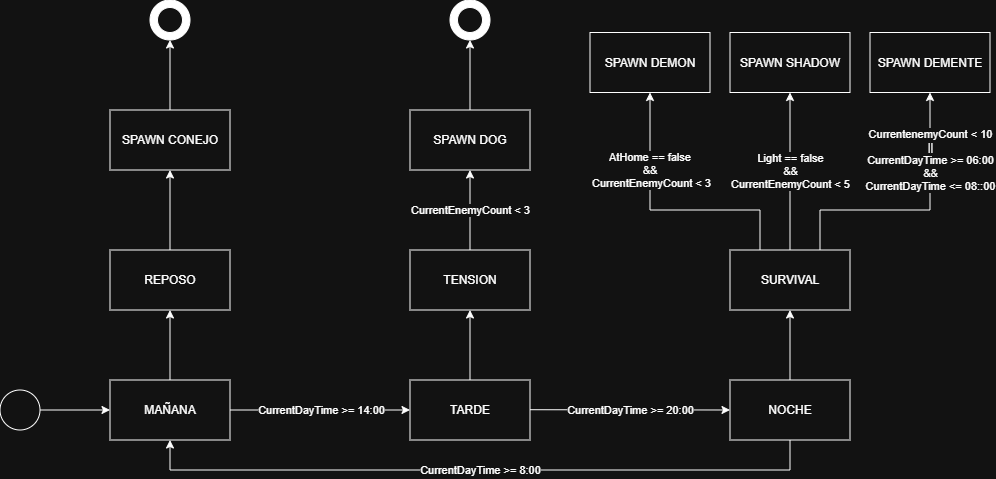 SPAWN DEMON
SPAWN SHADOW
SPAWN DEMENTE
SPAWN CONEJO
SPAWN DOG
AtHome == false
&&
CurrentEnemyCount < 3
Light == false
&&
CurrentEnemyCount < 5
CurrentenemyCount < 10
||
CurrentDayTime >= 06:00
&&
CurrentDayTime <= 08::00
CurrentEnemyCount < 3
REPOSO
TENSION
SURVIVAL
MAÑANA
CurrentDayTime >= 14:00
TARDE
CurrentDayTime >= 20:00
NOCHE
CurrentDayTime >= 8:00